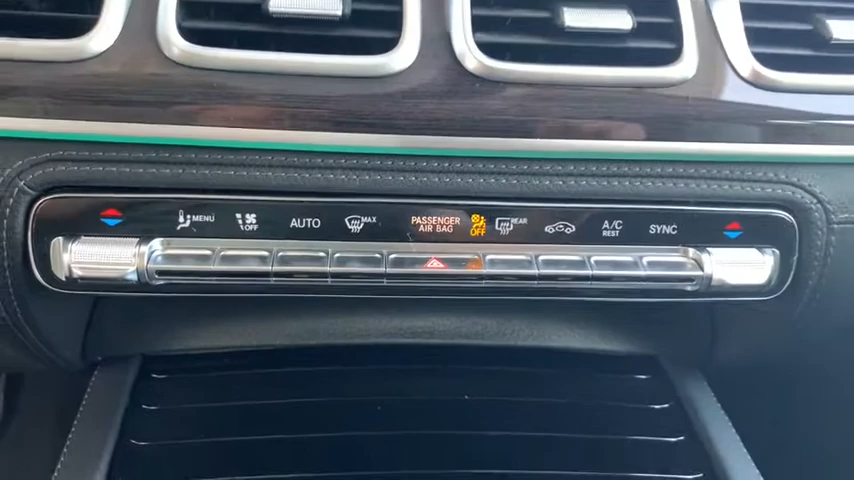 MENU
OFF
AUTO
MAX
PASSENGER
AIR BAG
OFF
REAR
A/C
REST
SYNC